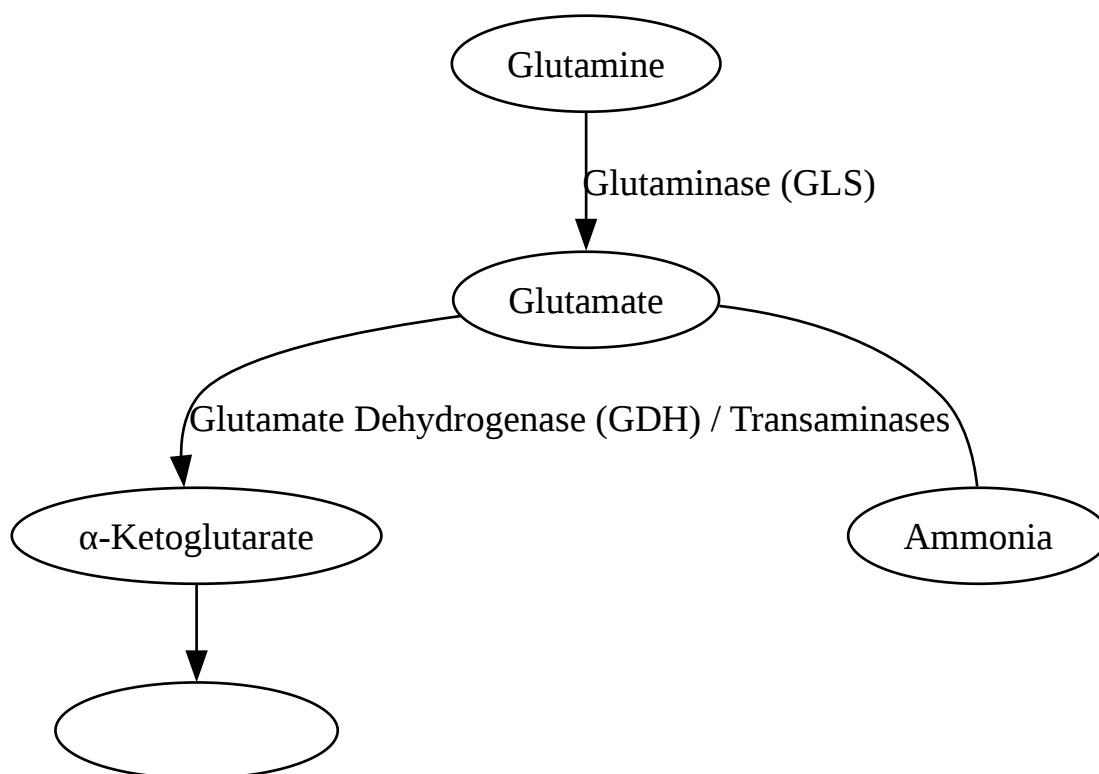 Glutamine
Glutaminase (GLS)
Glutamate
Glutamate Dehydrogenase (GDH) / Transaminases
α-Ketoglutarate
Ammonia